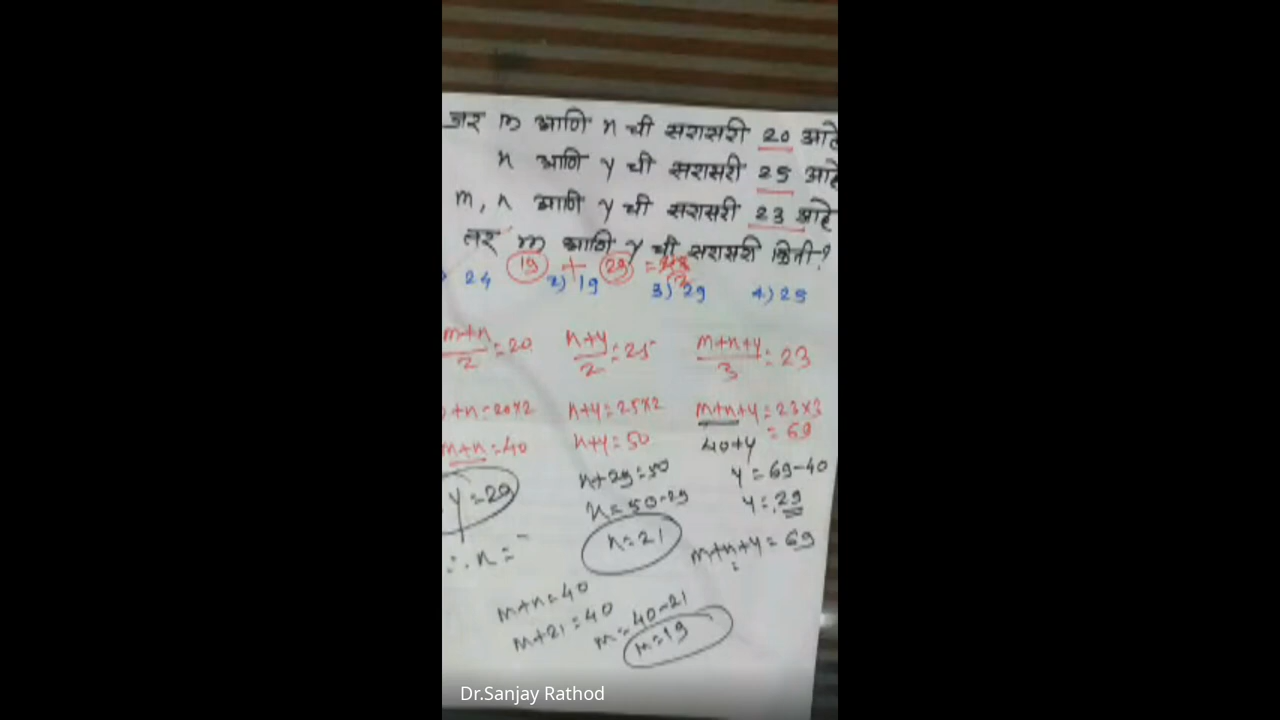 जर m आणि n ची सरासरी 20 आहे
n आणि y ची सरासरी 25 आहे
m, n आणि y ची सरासरी 23 आहे
तर m आणि y ची सरासरी किती?
19 + 29 =
24 2) 19 3) 29 4) 25
m+n/2 = 20 n+y/2 = 25 m+n+y/3 = 23
+n=20×2 n+y=25×2 m+n+y=23×3
m+n=40 n+y=50 = 69
40+y
n+29=50 y=69-40
y=29 n=50-29 y=29
n=21 m+n+y=69
∴ n =
m+n=40
m+21=40 m=40-21
m=19
Dr.Sanjay Rathod